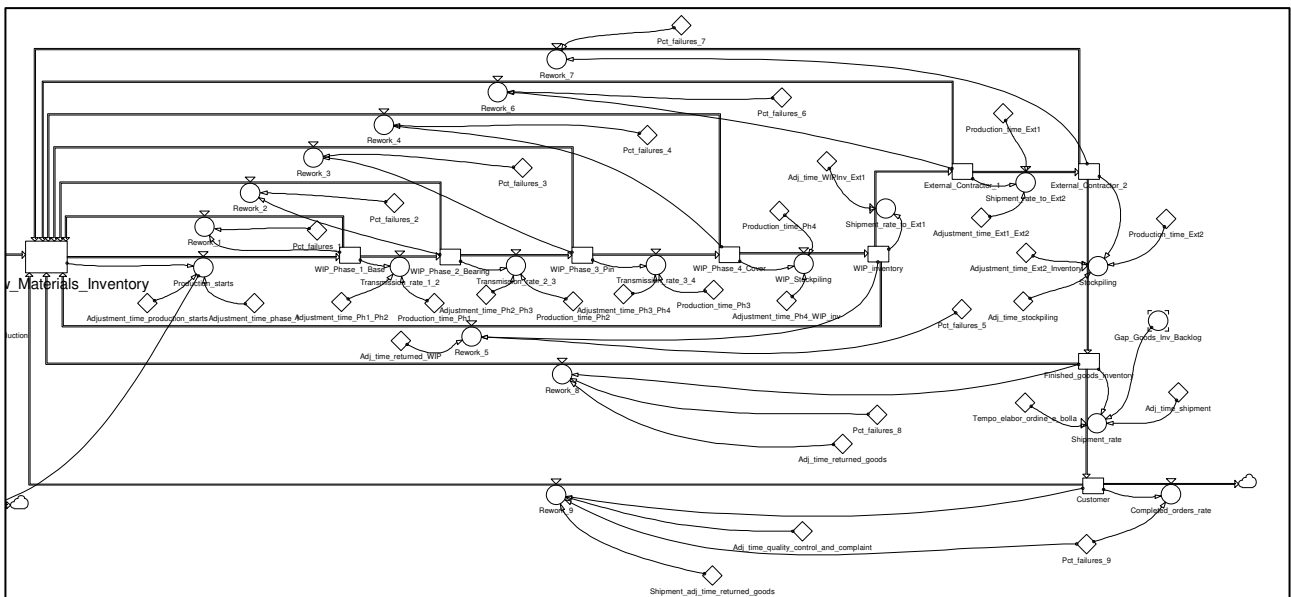 Pct_failures_7
Rework_7
Rework_6
Pct_failures_6
Production_time_Ext1
Rework_4
Pct_failures_4
Rework_3
Pct_failures_3
Adj_time_WIPInv_Ext1
External_Contractor_1
External_Contractor_2
Shipment_rate_to_Ext2
Rework_2
Pct_failures_2
Production_time_Ph4
Shipment_rate_to_Ext1
Adjustment_time_Ext1_Ext2
Production_time_Ext2
Rework_1
Pct_failures_1
WIP_Phase_1_Base
WIP_Phase_2_Bearing
WIP_Phase_3_Pin
WIP_Phase_4_Cover
WIP_inventory
Adjustment_time_Ext2_Inventory
Production_starts
Transmission_rate_1_2
Transmission_rate_2_3
Transmission_rate_3_4
WIP_Stockpiling
Stockpiling
w_Materials_Inventory
Adjustment_time_production_starts
Adjustment_time_phase_1
Adjustment_time_Ph1_Ph2
Production_time_Ph1
Adjustment_time_Ph2_Ph3
Production_time_Ph2
Adjustment_time_Ph3_Ph4
Production_time_Ph3
Adjustment_time_Ph4_WIP_inv
Adj_time_stockpiling
Pct_failures_5
uction
Adj_time_returned_WIP
Rework_5
Gap_Goods_Inv_Backlog
Finished_goods_inventory
Rework_8
Tempo_elabor_ordine_e_bolla
Adj_time_shipment
Pct_failures_8
Shipment_rate
Adj_time_returned_goods
Customer
Rework_9
Completed_orders_rate
Adj_time_quality_control_and_complaint
Pct_failures_9
Shipment_adj_time_returned_goods